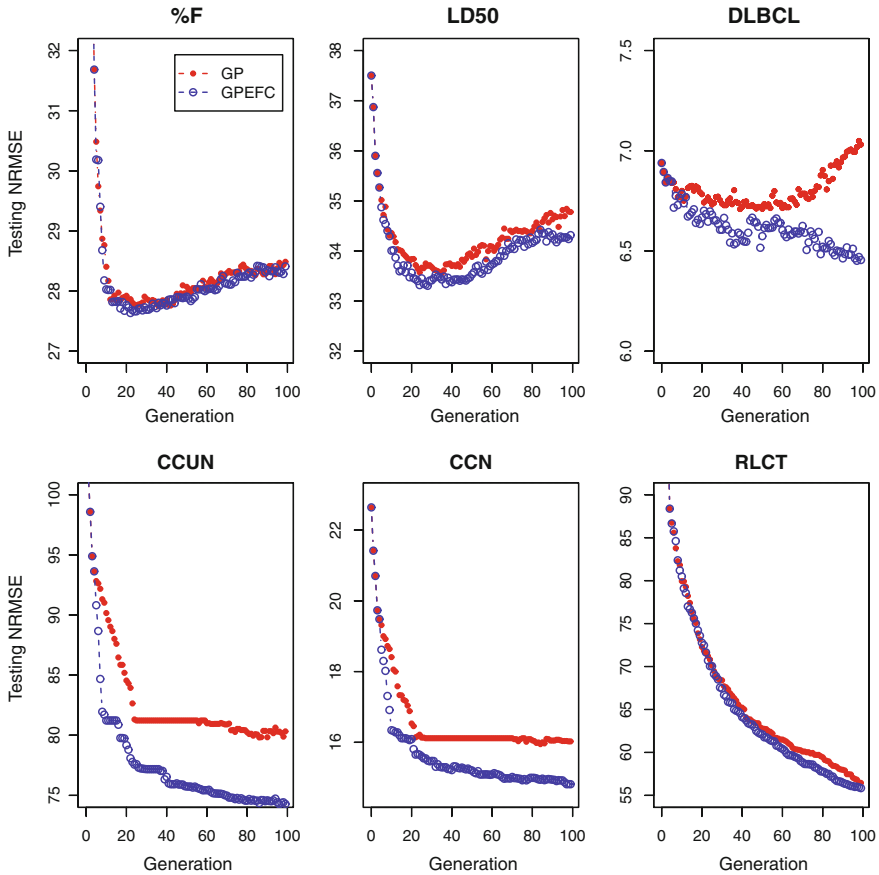 %F
LD50
DLBCL
Testing NRMSE
32
31
30
29
28
27
GP
GPEFC
0 20 40 60 80 100
Generation
38
37
36
35
34
33
32
0 20 40 60 80 100
Generation
7.5
7.0
6.5
6.0
0 20 40 60 80 100
Generation
CCUN
CCN
RLCT
Testing NRMSE
100
95
90
85
80
75
0 20 40 60 80 100
Generation
22
20
18
16
0 20 40 60 80 100
Generation
90
85
80
75
70
65
60
55
0 20 40 60 80 100
Generation